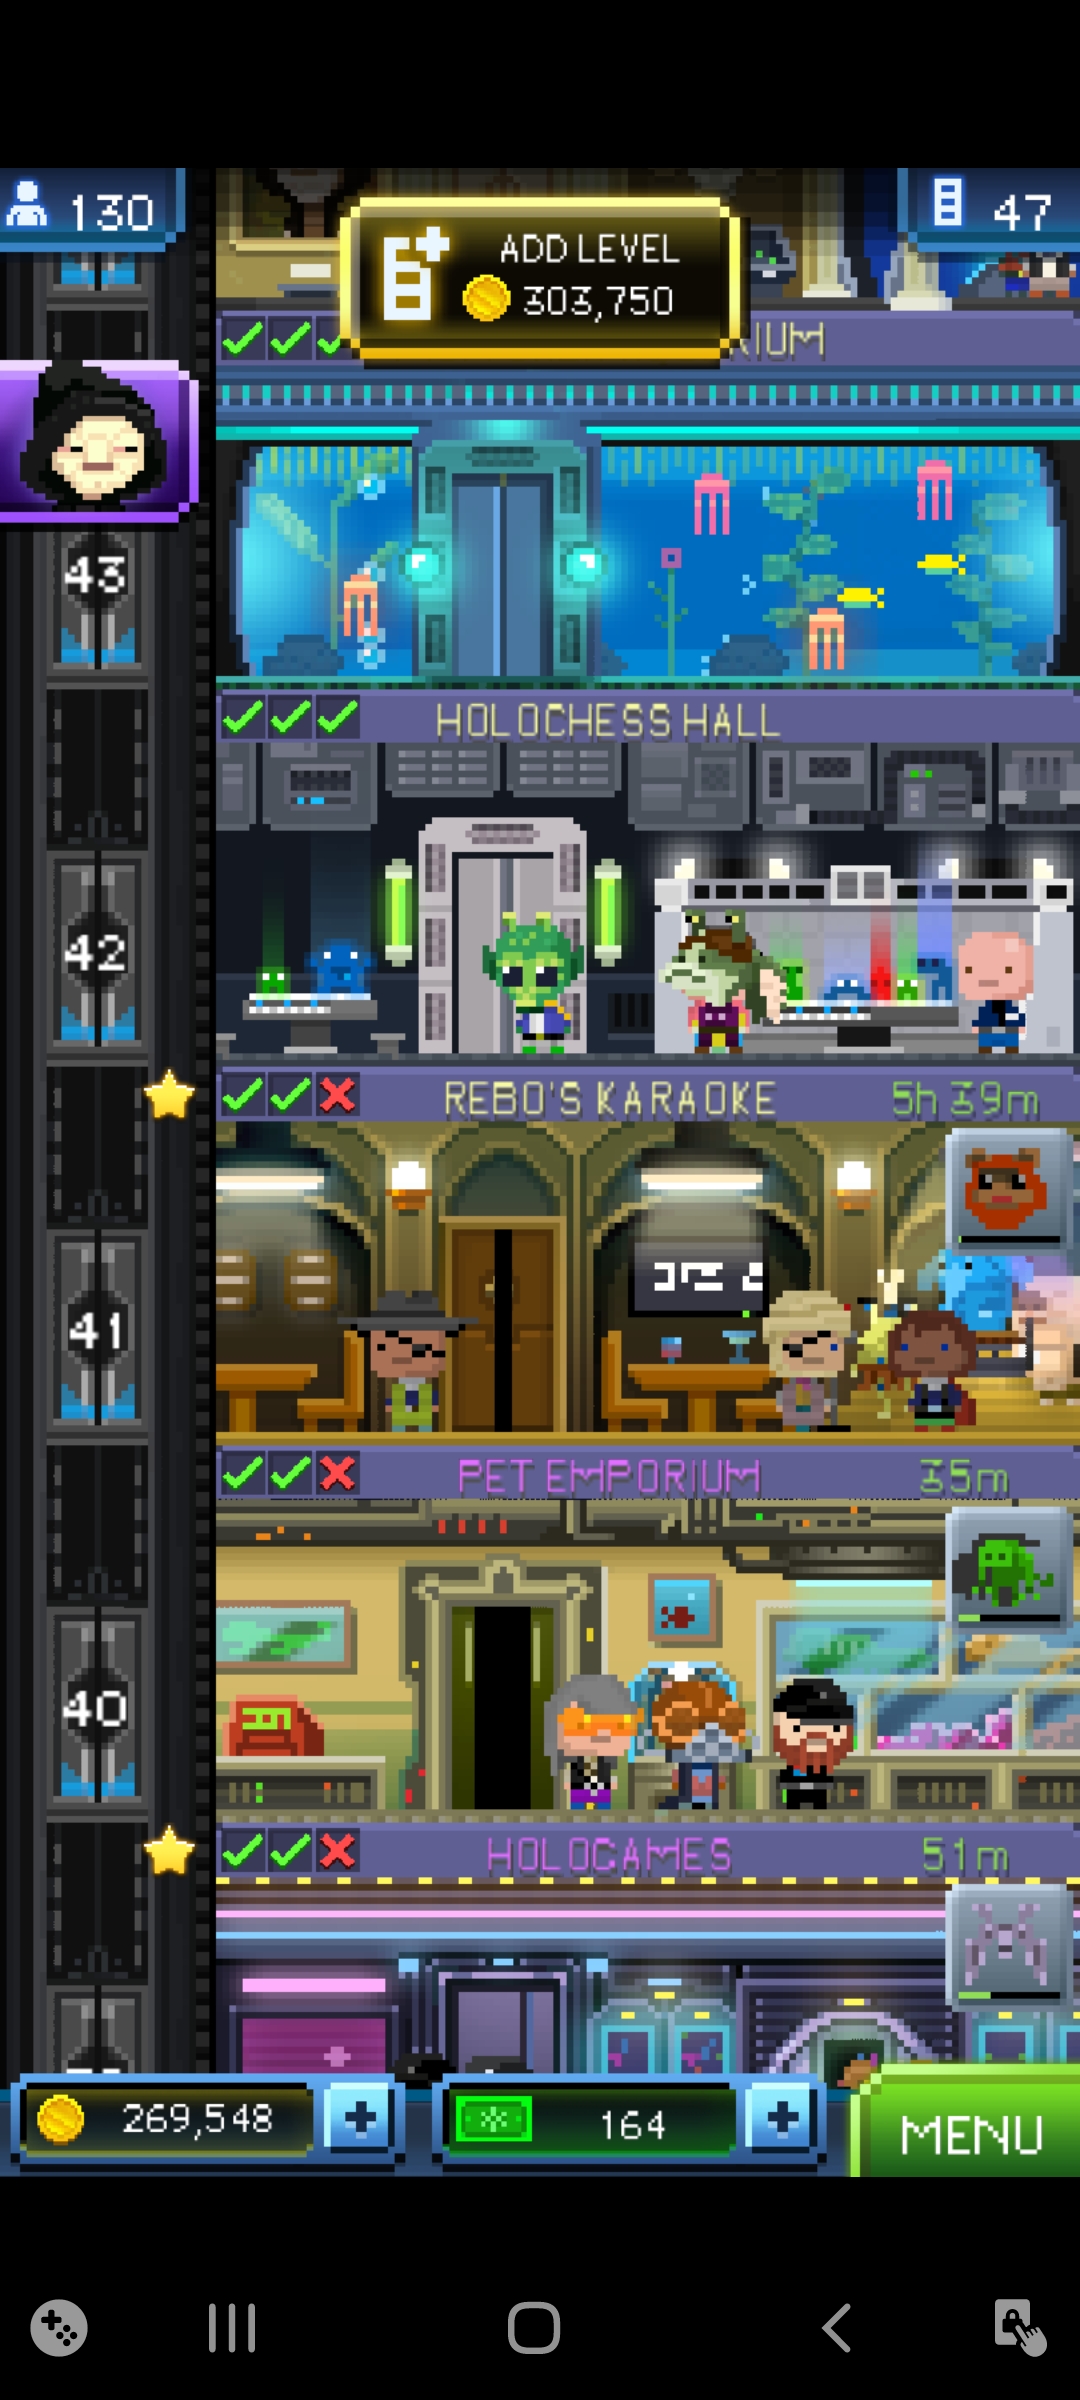 130
47
ADD LEVEL
303,750
RIUM
43
HOLOCHESS HALL
42
REBO'S KARAOKE 5h 39m
41
PET EMPORIUM 35m
40
HOLOGAMES 51m
269,548
164
MENU